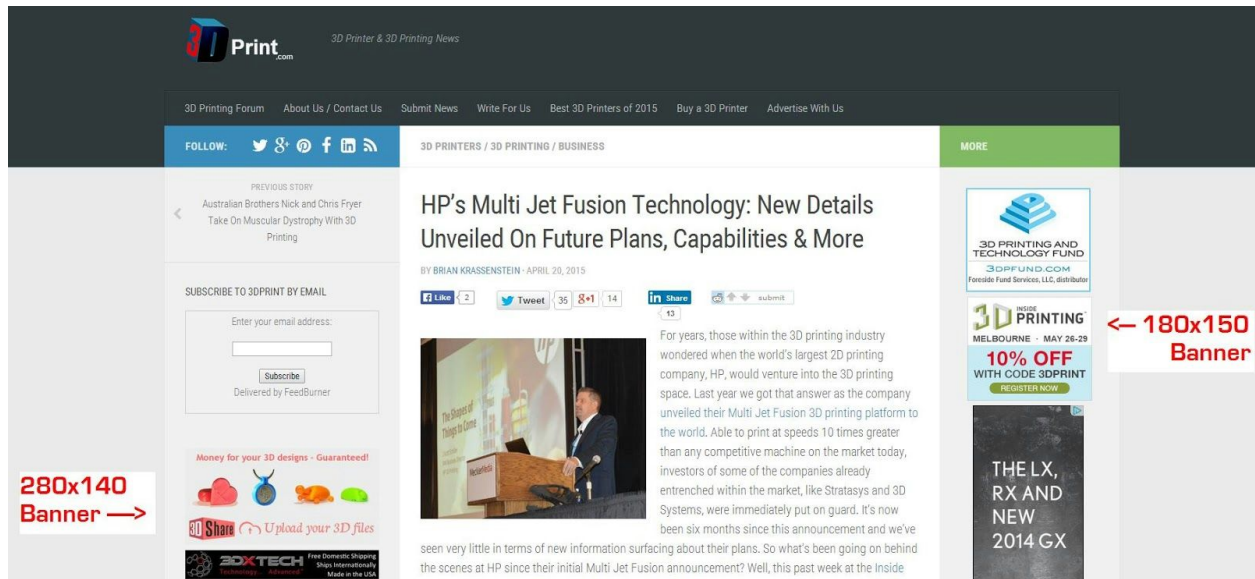 3D Print.com
3D Printer & 3D Printing News
3D Printing Forum About Us / Contact Us Submit News Write For Us Best 3D Printers of 2015 Buy a 3D Printer Advertise With Us
FOLLOW:
PREVIOUS STORY
Australian Brothers Nick and Chris Fryer
Take On Muscular Dystrophy With 3D
Printing
SUBSCRIBE TO 3DPRINT BY EMAIL
Enter your email address:
Subscribe
Delivered by FeedBurner
Money for your 3D designs - Guaranteed!
3D Share Upload your 3D files
3DXTECH
Technology... Advanced
Free Domestic Shipping
Ships Internationally
Made in the USA
280x140
Banner —>
3D PRINTERS / 3D PRINTING / BUSINESS
HP's Multi Jet Fusion Technology: New Details
Unveiled On Future Plans, Capabilities & More
BY BRIAN KRASSENSTEIN · APRIL 20, 2015
Like 2 Tweet 35 g+1 14 in Share submit
13
hp
The Shapes of
Things to Come
For years, those within the 3D printing industry
wondered when the world's largest 2D printing
company, HP, would venture into the 3D printing
space. Last year we got that answer as the company
unveiled their Multi Jet Fusion 3D printing platform to
the world. Able to print at speeds 10 times greater
than any competitive machine on the market today,
investors of some of the companies already
entrenched within the market, like Stratasys and 3D
Systems, were immediately put on guard. It's now
been six months since this announcement and we've
seen very little in terms of new information surfacing about their plans. So what's been going on behind
the scenes at HP since their initial Multi Jet Fusion announcement? Well, this past week at the Inside
MORE
3D PRINTING AND
TECHNOLOGY FUND
3DPFUND.COM
Foreside Fund Services, LLC, distributor
INSIDE
3D PRINTING
MELBOURNE - MAY 26-29
10% OFF
WITH CODE 3DPRINT
REGISTER NOW
THE LX,
RX AND
NEW
2014 GX
<— 180x150
Banner